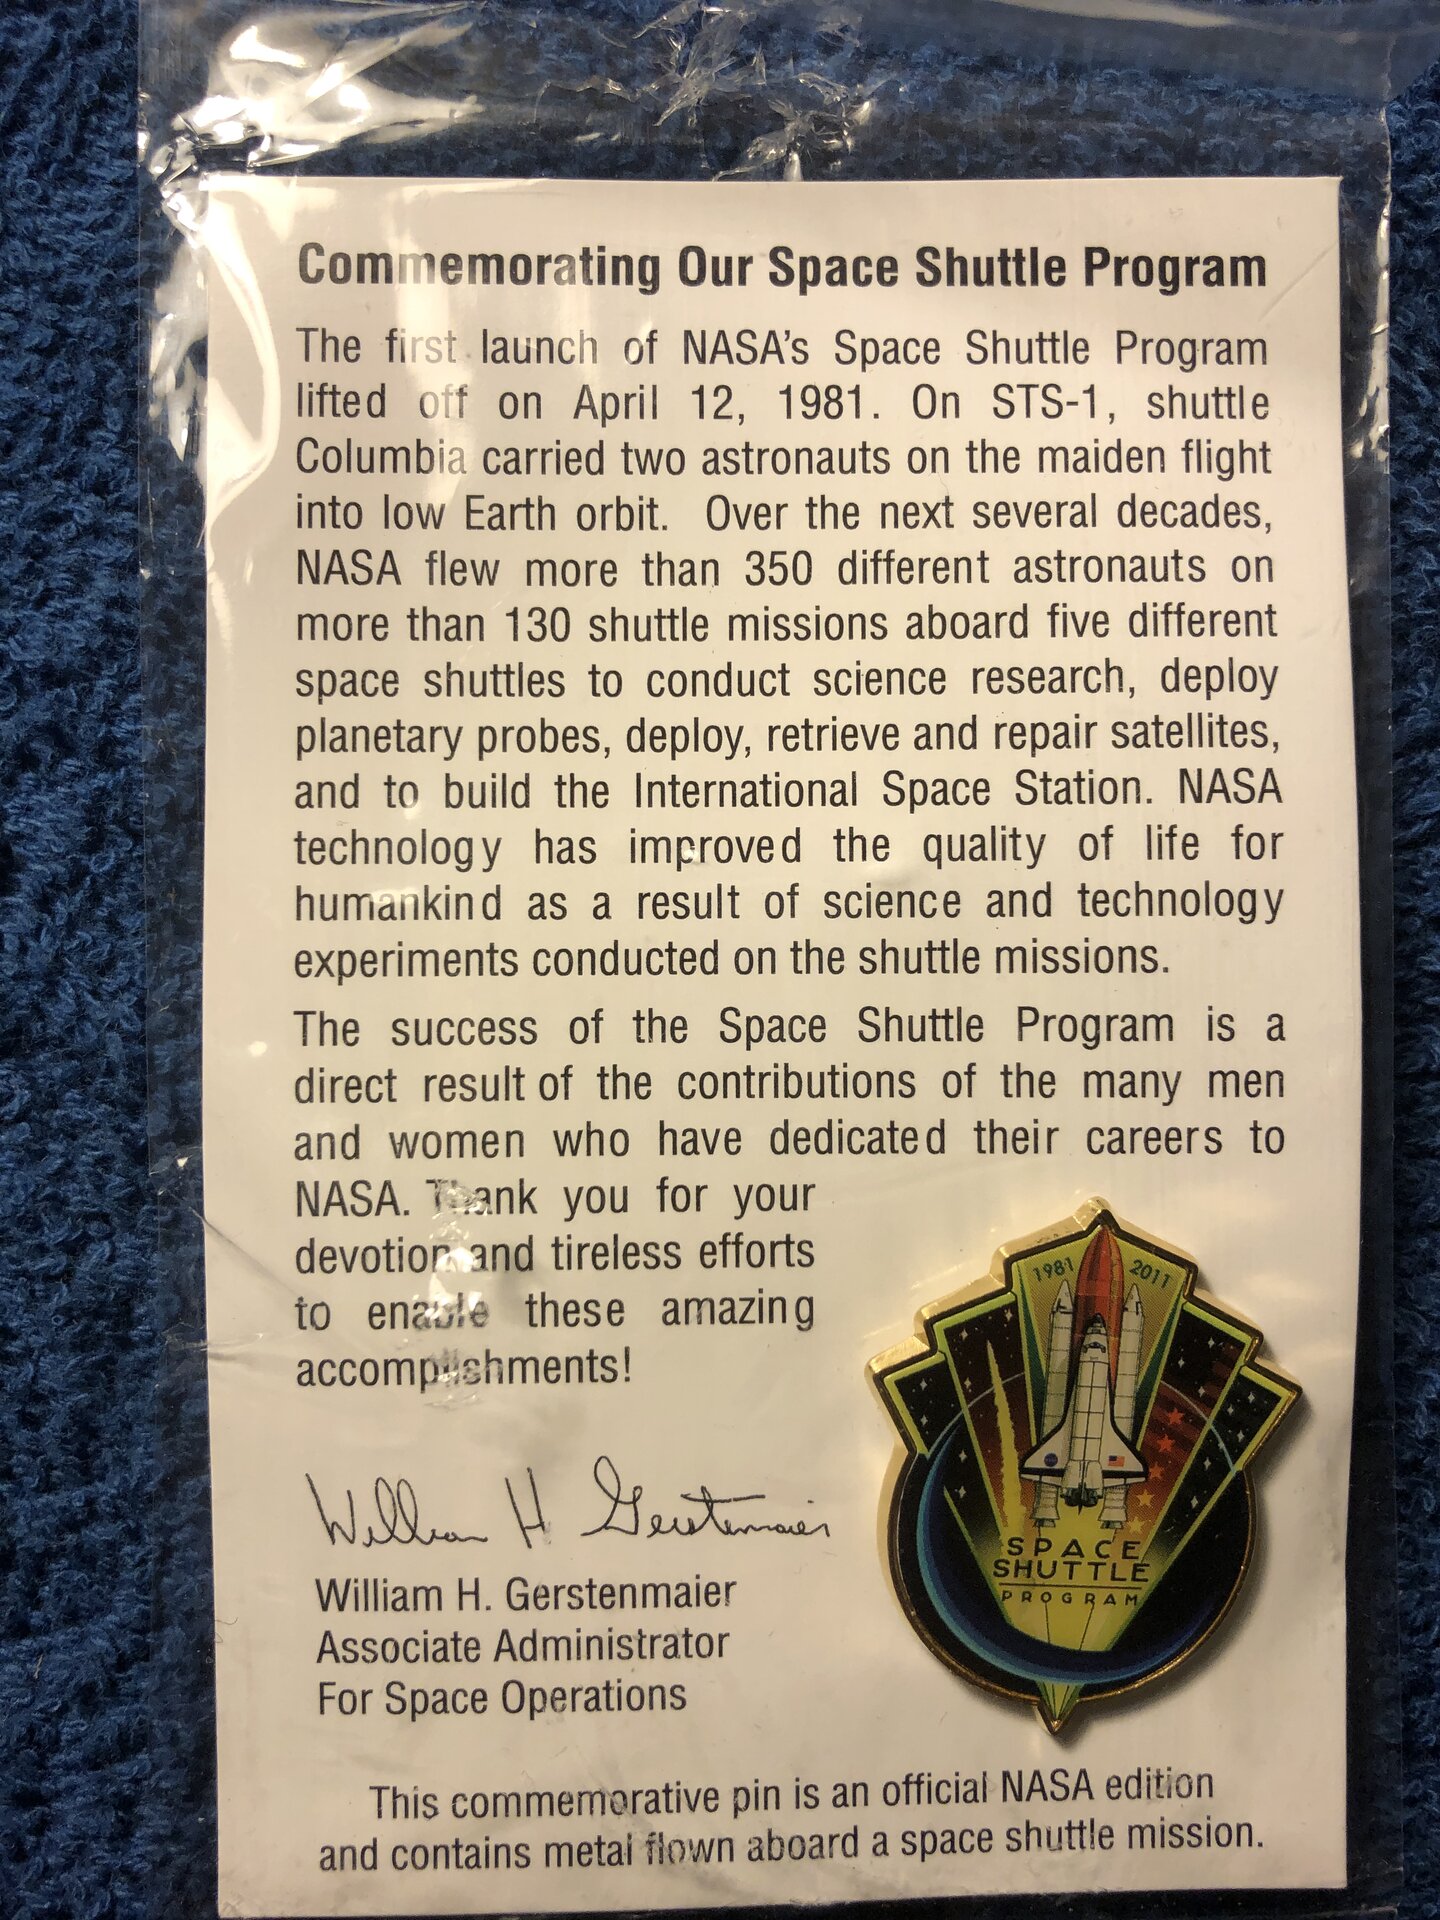 Commemorating Our Space Shuttle Program
The first launch of NASA's Space Shuttle Program
lifted off on April 12, 1981. On STS-1, shuttle
Columbia carried two astronauts on the maiden flight
into low Earth orbit. Over the next several decades,
NASA flew more than 350 different astronauts on
more than 130 shuttle missions aboard five different
space shuttles to conduct science research, deploy
planetary probes, deploy, retrieve and repair satellites,
and to build the International Space Station. NASA
technology has improved the quality of life for
humankind as a result of science and technology
experiments conducted on the shuttle missions.
The success of the Space Shuttle Program is a
direct result of the contributions of the many men
and women who have dedicated their careers to
NASA. Thank you for your
devotion and tireless efforts
to enable these amazing
accomplishments!
1981 2011
SPACE
SHUTTLE
PROGRAM
William H Gerstenmaier
William H. Gerstenmaier
Associate Administrator
For Space Operations
This commemorative pin is an official NASA edition
and contains metal flown aboard a space shuttle mission.